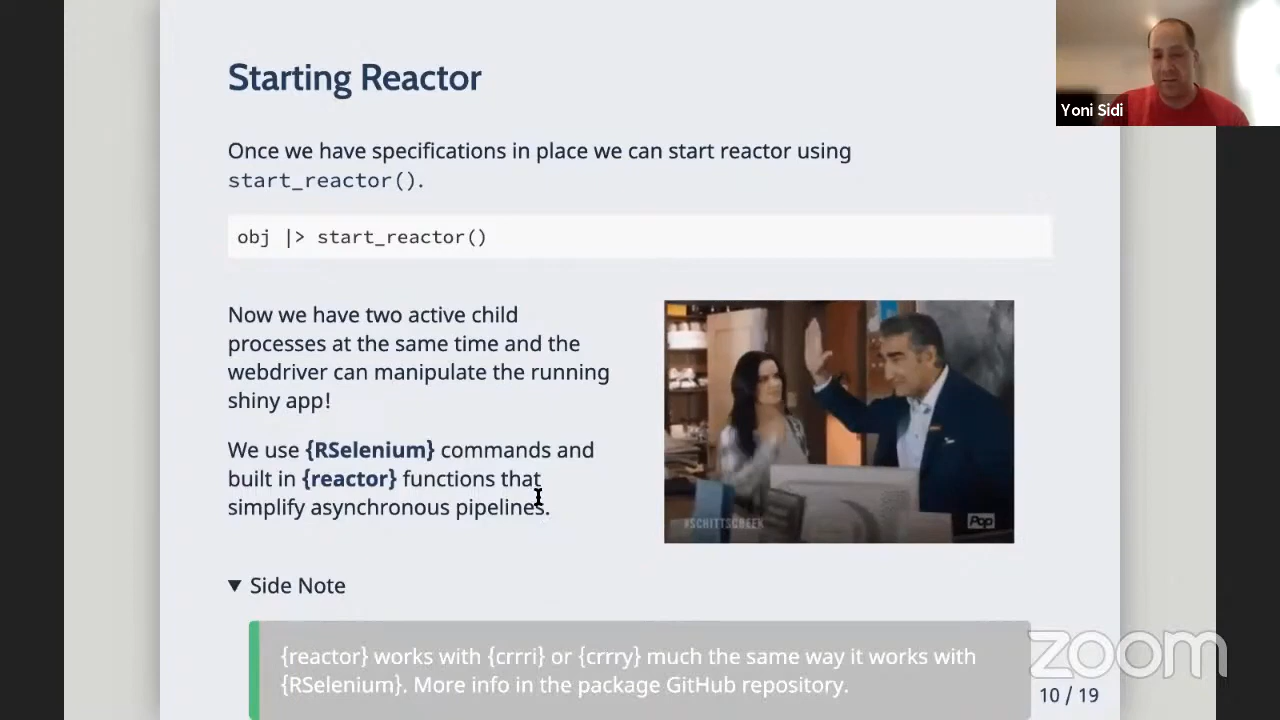 Starting Reactor
Yoni Sidi
Once we have specifications in place we can start reactor using
start_reactor().
obj |> start_reactor()
Now we have two active child
processes at the same time and the
webdriver can manipulate the running
shiny app!
We use {RSelenium} commands and
built in {reactor} functions that
simplify asynchronous pipelines.
#SCHITTSCREEK
Pop
▼ Side Note
{reactor} works with {crrri} or {crrry} much the same way it works with
{RSelenium}. More info in the package GitHub repository.
zoom
10 / 19